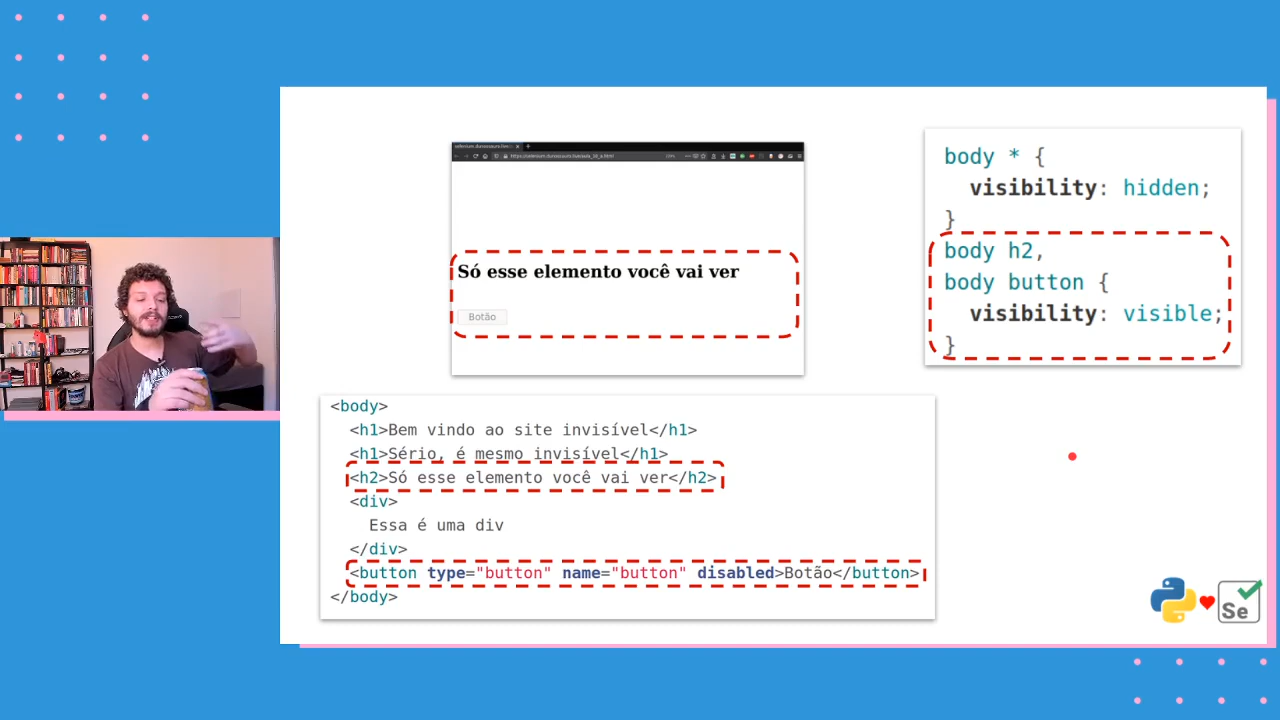 Só esse elemento você vai ver
Botão
body * {
visibility: hidden;
}
body h2,
body button {
visibility: visible;
}
<body>
<h1>Bem vindo ao site invisível</h1>
<h1>Sério, é mesmo invisível</h1>
<h2>Só esse elemento você vai ver</h2>
<div>
Essa é uma div
</div>
<button type="button" name="button" disabled>Botão</button>
</body>
Se